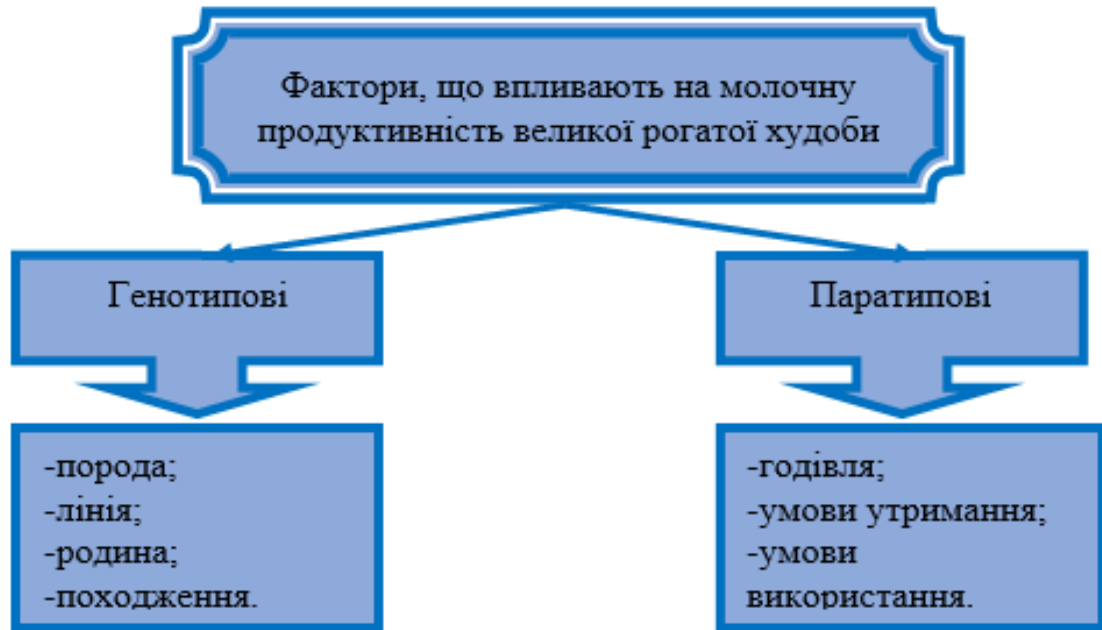 Фактори, що впливають на молочну
продуктивність великої рогатої худоби
Генотипові
Паратипові
-порода;
-лінія;
-родина;
-походження.
-годівля;
-умови утримання;
-умови
використання.